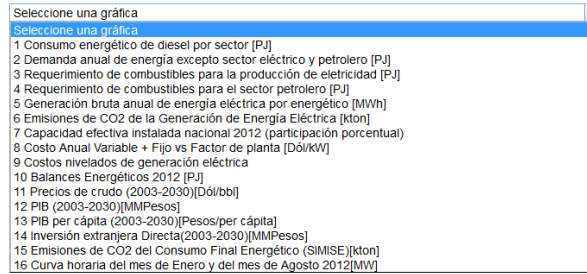 Seleccione una gráfica
Seleccione una gráfica
1 Consumo energético de diesel por sector [PJ]
2 Demanda anual de energía excepto sector eléctrico y petrolero [PJ]
3 Requerimiento de combustibles para la producción de eletricidad [PJ]
4 Requerimiento de combustibles para el sector petrolero [PJ]
5 Generación bruta anual de energía eléctrica por energético [MWh]
6 Emisiones de CO2 de la Generación de Energía Eléctrica [kton]
7 Capacidad efectiva instalada nacional 2012 (participación porcentual)
8 Costo Anual Variable + Fijo vs Factor de planta [Dól/kW]
9 Costos nivelados de generación eléctrica
10 Balances Energéticos 2012 [PJ]
11 Precios de crudo (2003-2030)[Dól/bbl]
12 PIB (2003-2030)[MMPesos]
13 PIB per cápita (2003-2030)[Pesos/per cápita]
14 Inversión extranjera Directa(2003-2030)[MMPesos]
15 Emisiones de CO2 del Consumo Final Energético (SIMISE)[kton]
16 Curva horaria del mes de Enero y del mes de Agosto 2012[MW]